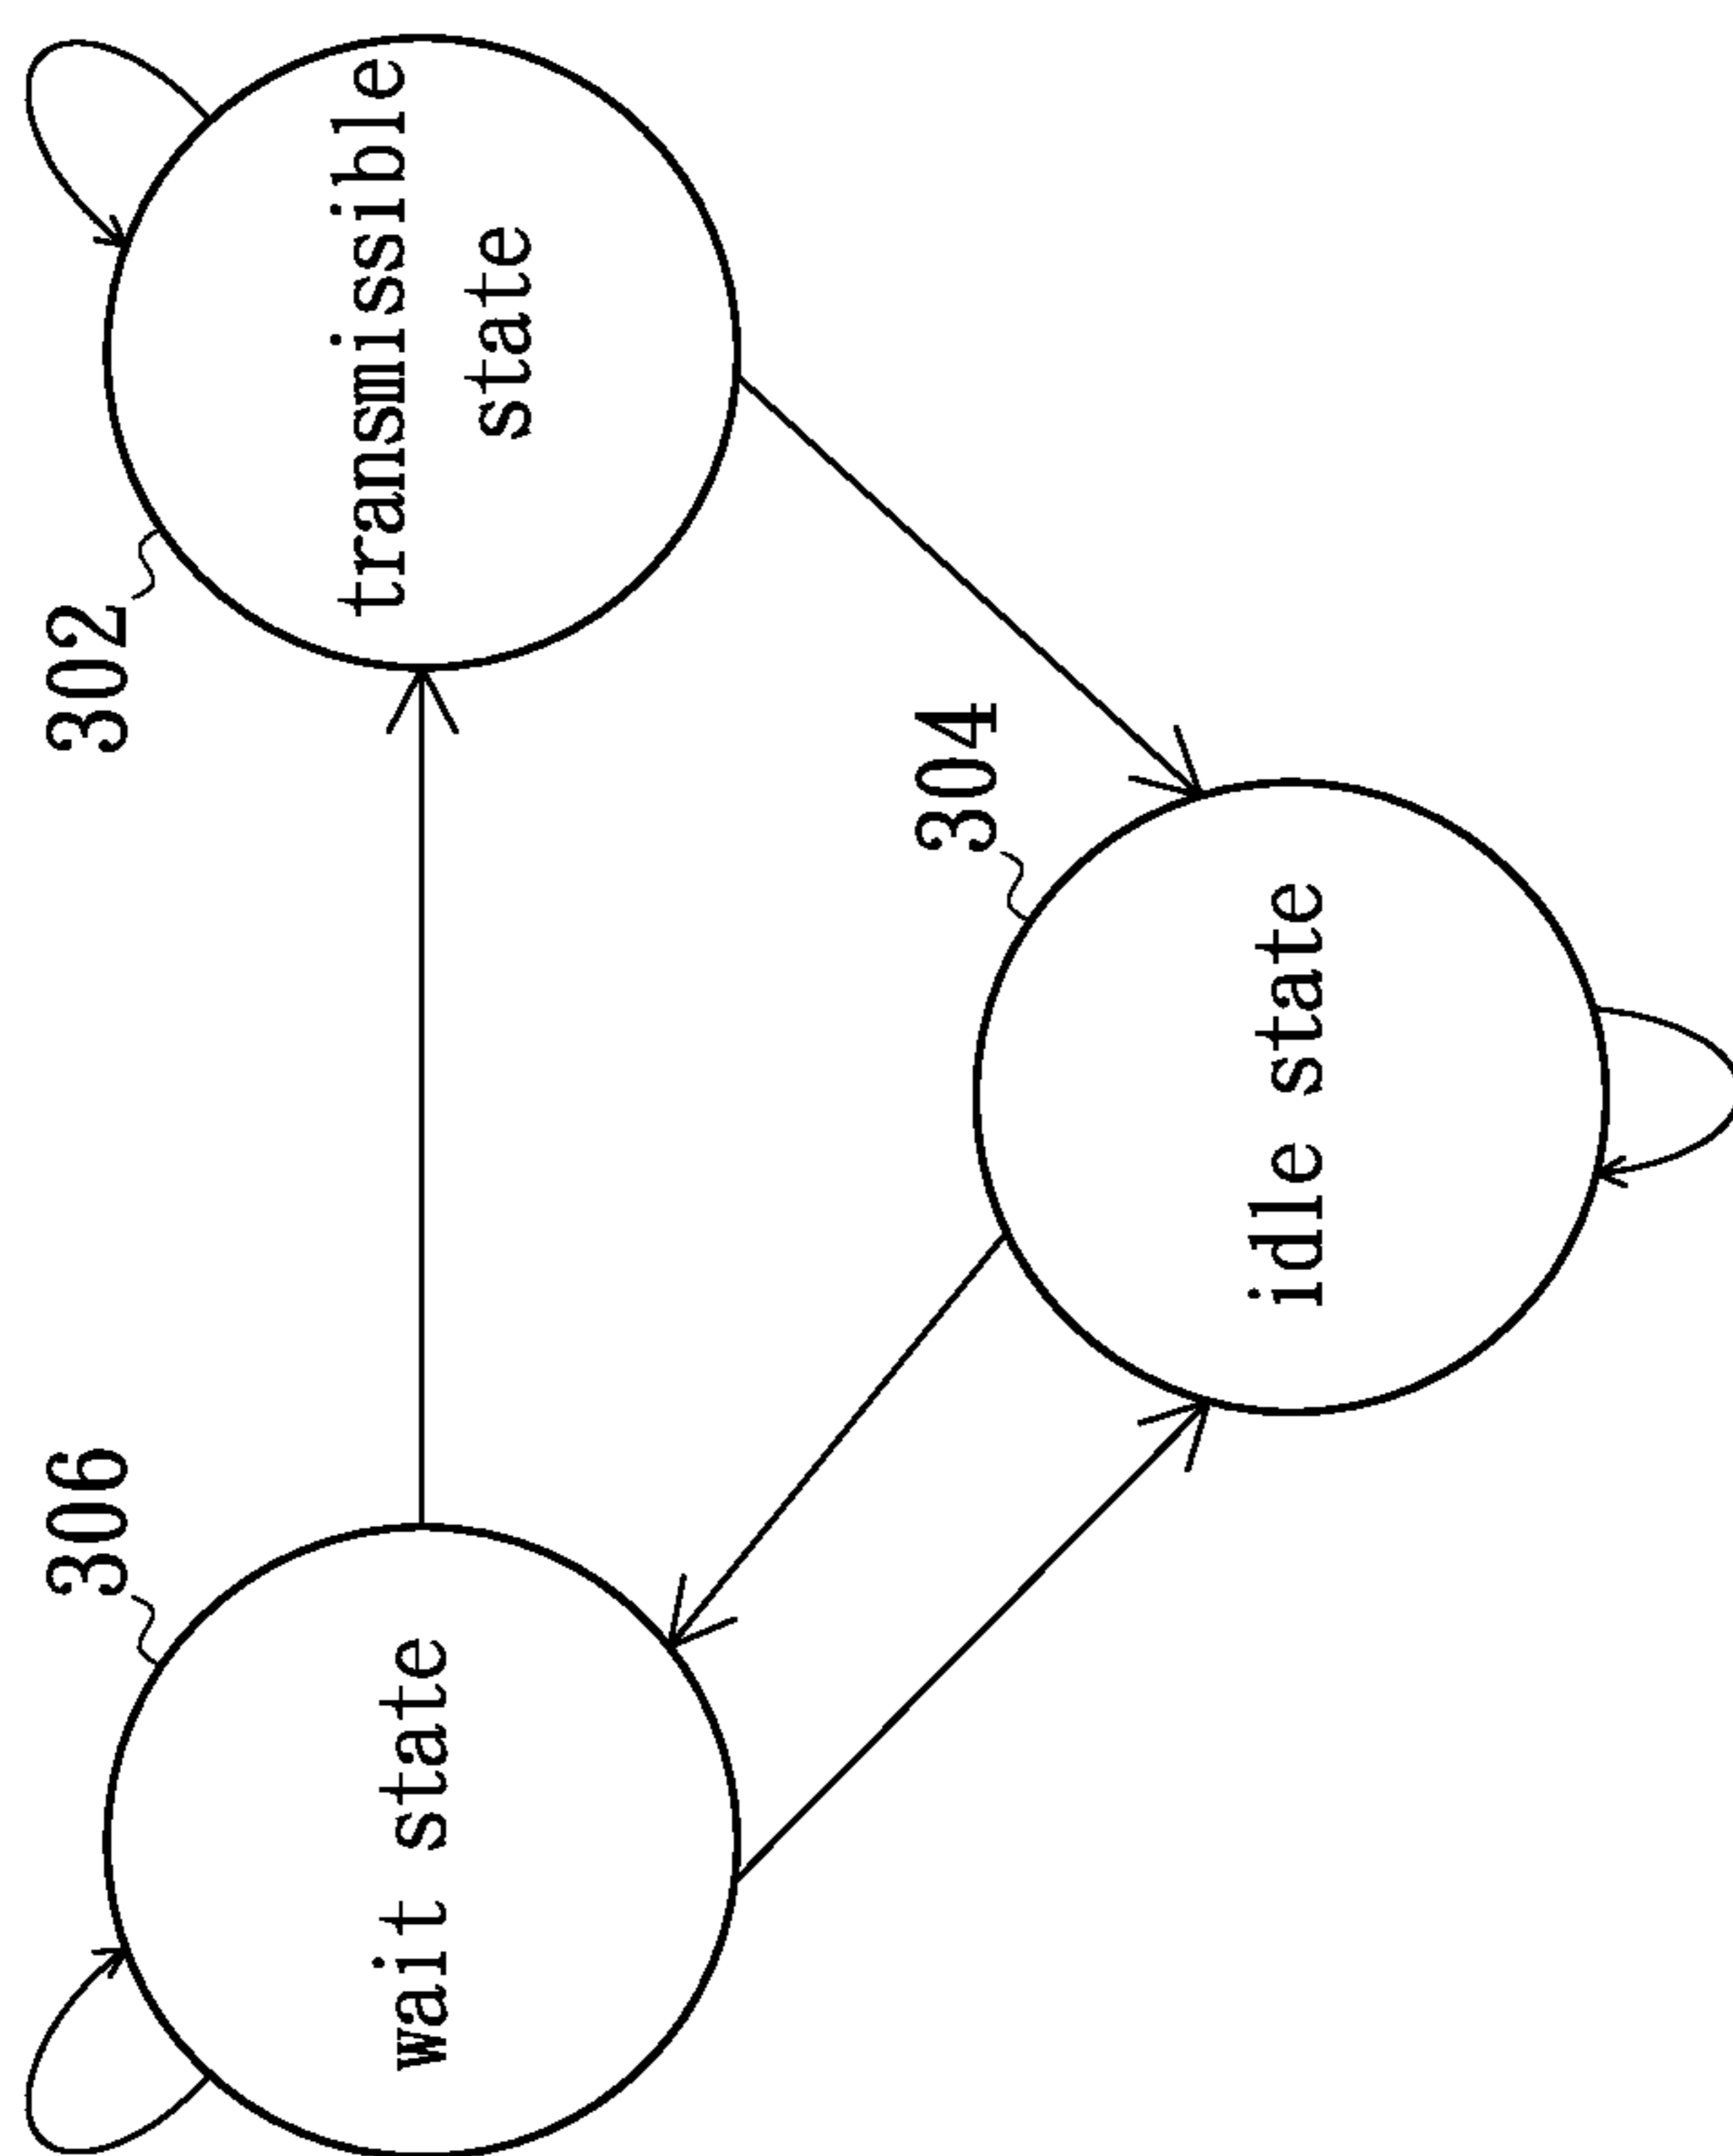 306
302
wait state
transmissible
state
304
idle state